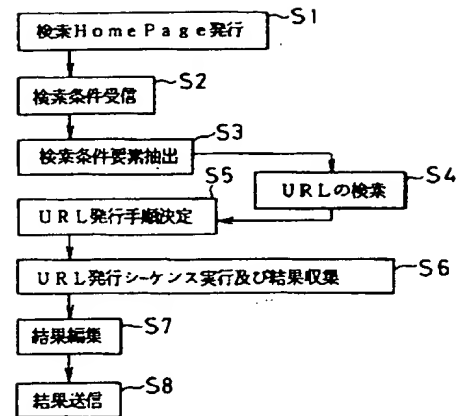 検索HomePage発行 S1
S2
検索条件受信
S3
検索条件要素抽出
S5
URLの検索 S4
URL発行手順決定
URL発行シーケンス実行及び結果収集 S6
S7
結果編集
S8
結果送信